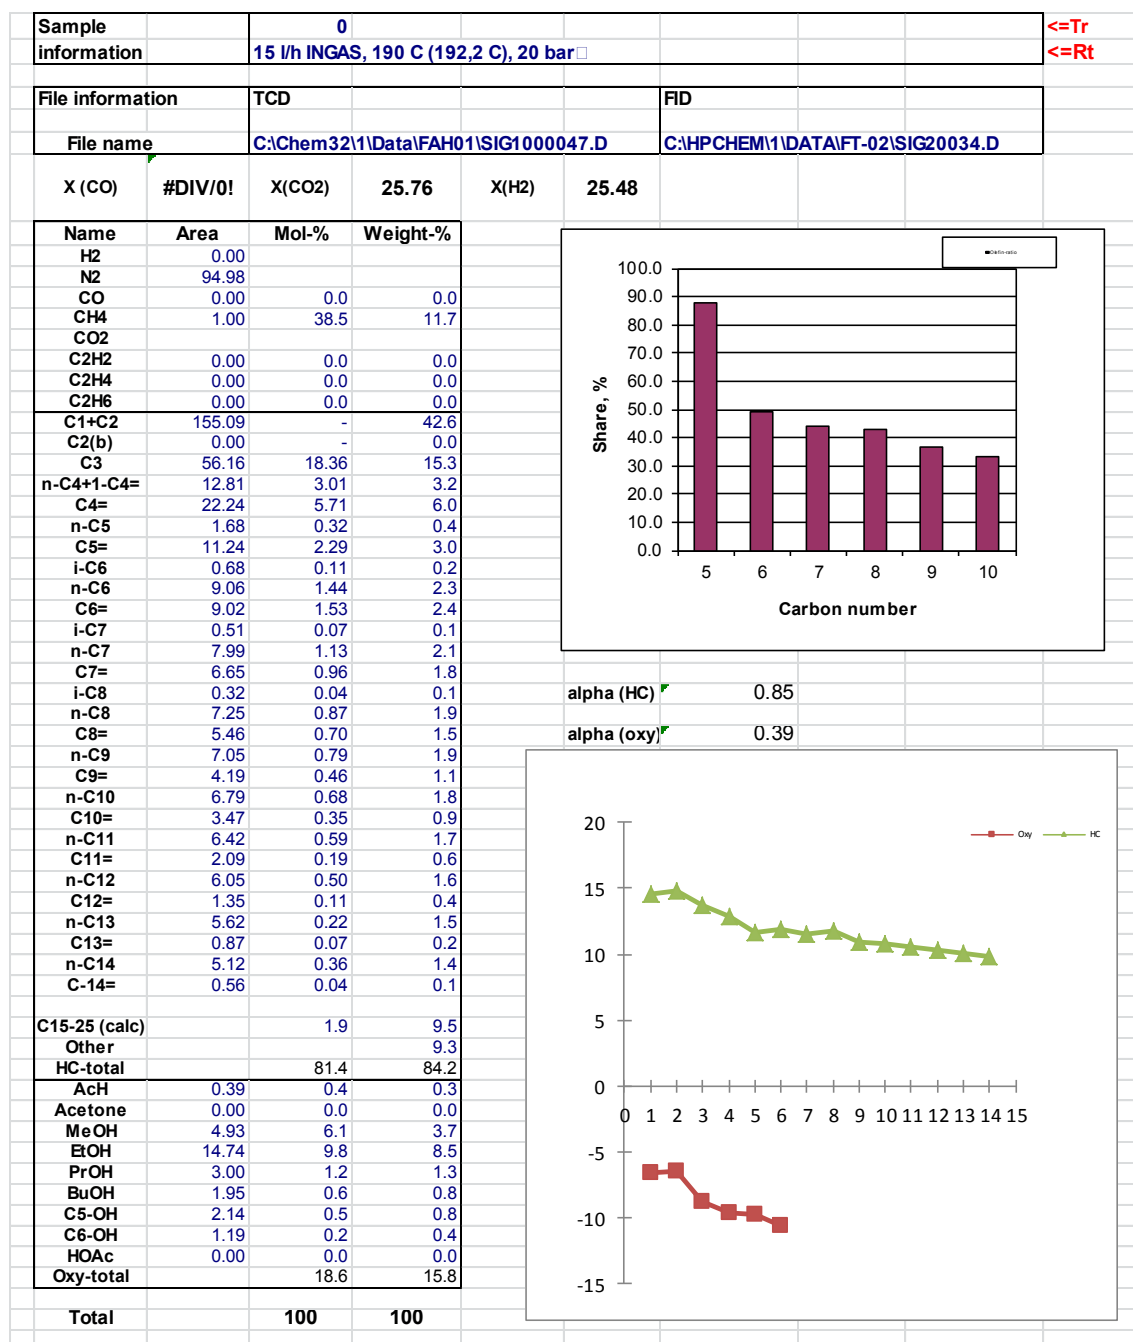 Sample 0 <=Tr
information 15 l/h INGAS, 190 C (192,2 C), 20 bar <=Rt
File information TCD FID
File name C:\Chem32\1\Data\FAH01\SIG1000047.D C:\HPCHEM\1\DATA\FT-02\SIG20034.D
X (CO) #DIV/0! X(CO2) 25.76 X(H2) 25.48
Name Area Mol-% Weight-%
H2 0.00
N2 94.98
CO 0.00 0.0 0.0
CH4 1.00 38.5 11.7
CO2
C2H2 0.00 0.0 0.0
C2H4 0.00 0.0 0.0
C2H6 0.00 0.0 0.0
C1+C2 155.09 - 42.6
C2(b) 0.00 - 0.0
C3 56.16 18.36 15.3
n-C4+1-C4= 12.81 3.01 3.2
C4= 22.24 5.71 6.0
n-C5 1.68 0.32 0.4
C5= 11.24 2.29 3.0
i-C6 0.68 0.11 0.2
n-C6 9.06 1.44 2.3
C6= 9.02 1.53 2.4
i-C7 0.51 0.07 0.1
n-C7 7.99 1.13 2.1
C7= 6.65 0.96 1.8
i-C8 0.32 0.04 0.1
n-C8 7.25 0.87 1.9
C8= 5.46 0.70 1.5
n-C9 7.05 0.79 1.9
C9= 4.19 0.46 1.1
n-C10 6.79 0.68 1.8
C10= 3.47 0.35 0.9
n-C11 6.42 0.59 1.7
C11= 2.09 0.19 0.6
n-C12 6.05 0.50 1.6
C12= 1.35 0.11 0.4
n-C13 5.62 0.22 1.5
C13= 0.87 0.07 0.2
n-C14 5.12 0.36 1.4
C-14= 0.56 0.04 0.1
C15-25 (calc) 1.9 9.5
Other 9.3
HC-total 81.4 84.2
AcH 0.39 0.4 0.3
Acetone 0.00 0.0 0.0
MeOH 4.93 6.1 3.7
EtOH 14.74 9.8 8.5
PrOH 3.00 1.2 1.3
BuOH 1.95 0.6 0.8
C5-OH 2.14 0.5 0.8
C6-OH 1.19 0.2 0.4
HOAc 0.00 0.0 0.0
Oxy-total 18.6 15.8
Total 100 100
Olefin-ratio
100.0
90.0
80.0
70.0
60.0
50.0
40.0
30.0
20.0
10.0
0.0
Share, %
5 6 7 8 9 10
Carbon number
alpha (HC) 0.85
alpha (oxy) 0.39
Oxy HC
20
15
10
5
0
0 1 2 3 4 5 6 7 8 9 10 11 12 13 14 15
-5
-10
-15